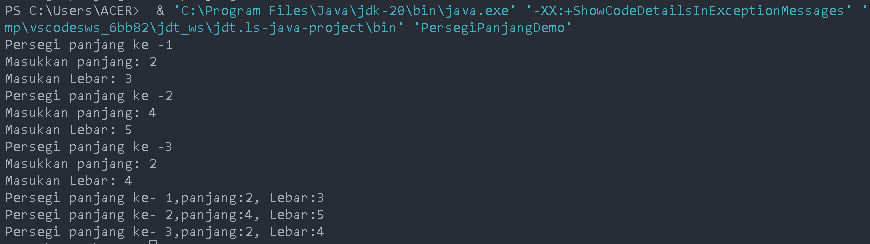 PS C:\Users\ACER>  & 'C:\Program Files\Java\jdk-20\bin\java.exe' '-XX:+ShowCodeDetailsInExceptionMessages' '
mp\vscodesws_6bb82\jdt_ws\jdt.ls-java-project\bin' 'PersegiPanjangDemo'
Persegi panjang ke -1
Masukkan panjang: 2
Masukan Lebar: 3
Persegi panjang ke -2
Masukkan panjang: 4
Masukan Lebar: 5
Persegi panjang ke -3
Masukkan panjang: 2
Masukan Lebar: 4
Persegi panjang ke- 1,panjang:2, Lebar:3
Persegi panjang ke- 2,panjang:4, Lebar:5
Persegi panjang ke- 3,panjang:2, Lebar:4